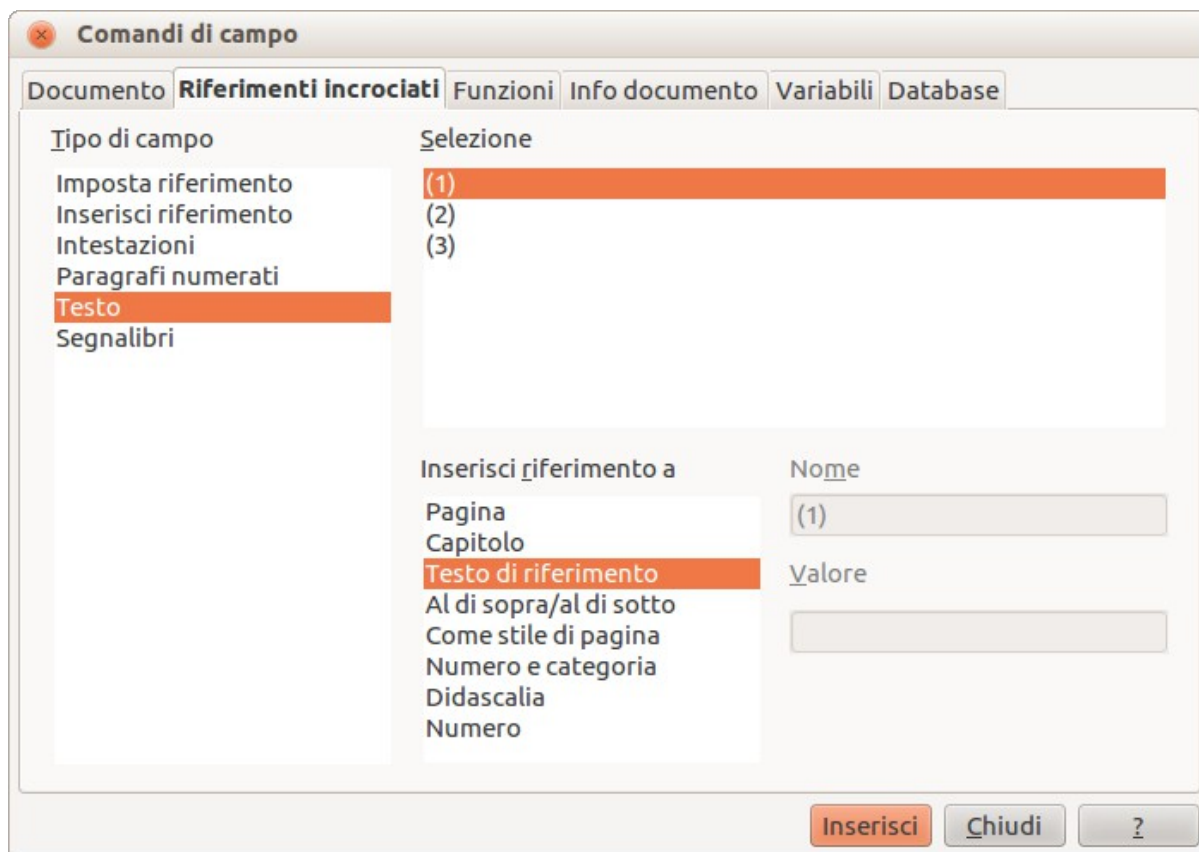 Comandi di campo
Documento Riferimenti incrociati Funzioni Info documento Variabili Database
Tipo di campo
Imposta riferimento
Inserisci riferimento
Intestazioni
Paragrafi numerati
Testo
Segnalibri
Selezione
(1)
(2)
(3)
Inserisci riferimento a
Pagina
Capitolo
Testo di riferimento
Al di sopra/al di sotto
Come stile di pagina
Numero e categoria
Didascalia
Numero
Nome
(1)
Valore
Inserisci Chiudi ?